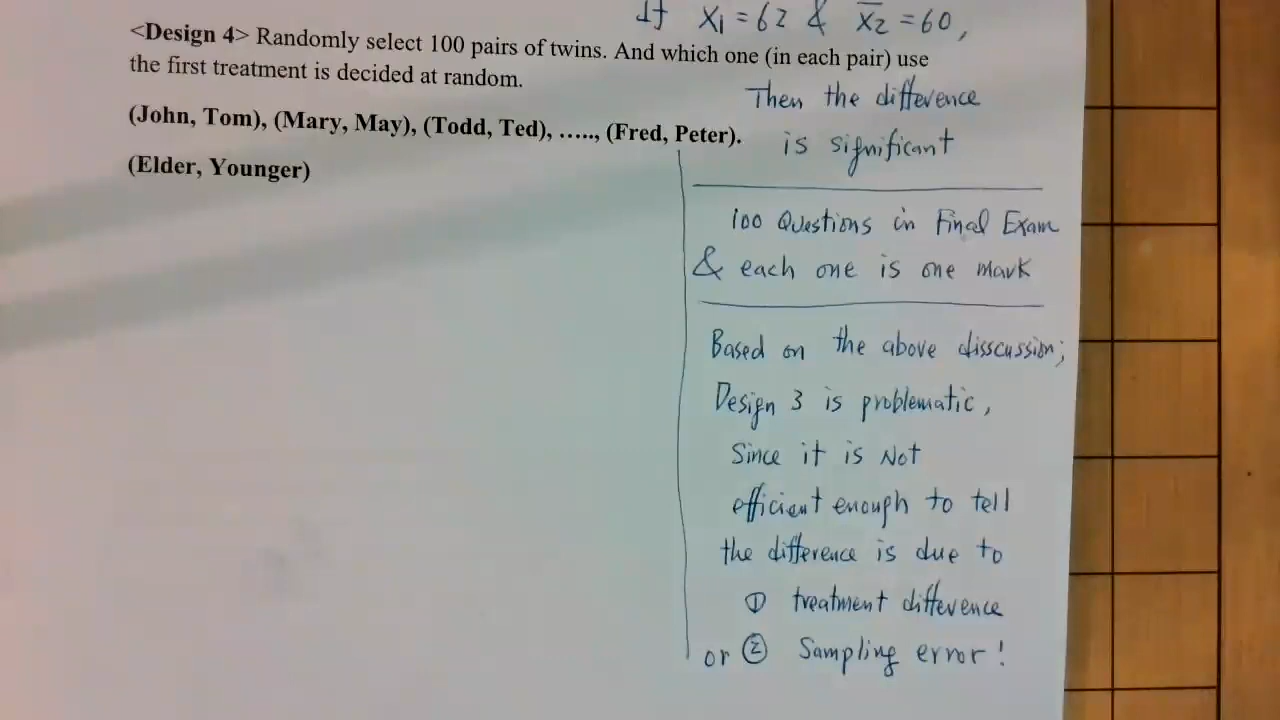 If x1 = 62 & x̄2 = 60,
<Design 4> Randomly select 100 pairs of twins. And which one (in each pair) use
the first treatment is decided at random.
(John, Tom), (Mary, May), (Todd, Ted), ….., (Fred, Peter).
(Elder, Younger)
Then the difference
is significant
100 Questions in Final Exam
& each one is one mark
Based on the above disscussion;
Design 3 is problematic,
Since it is Not
efficient enough to tell
the difference is due to
① treatment difference
or ② Sampling error!